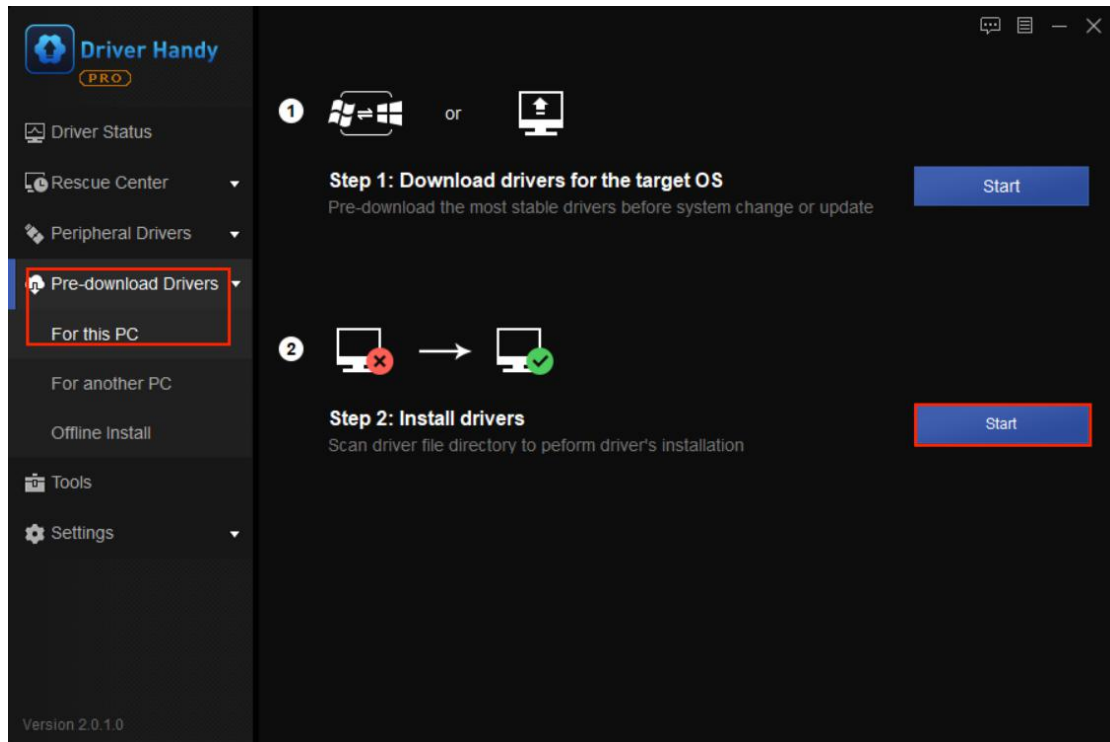 Driver Handy
PRO
Driver Status
Rescue Center
Peripheral Drivers
Pre-download Drivers
For this PC
For another PC
Offline Install
Tools
Settings
Version 2.0.1.0
1
or
Step 1: Download drivers for the target OS
Pre-download the most stable drivers before system change or update
Start
2
Step 2: Install drivers
Scan driver file directory to peform driver's installation
Start